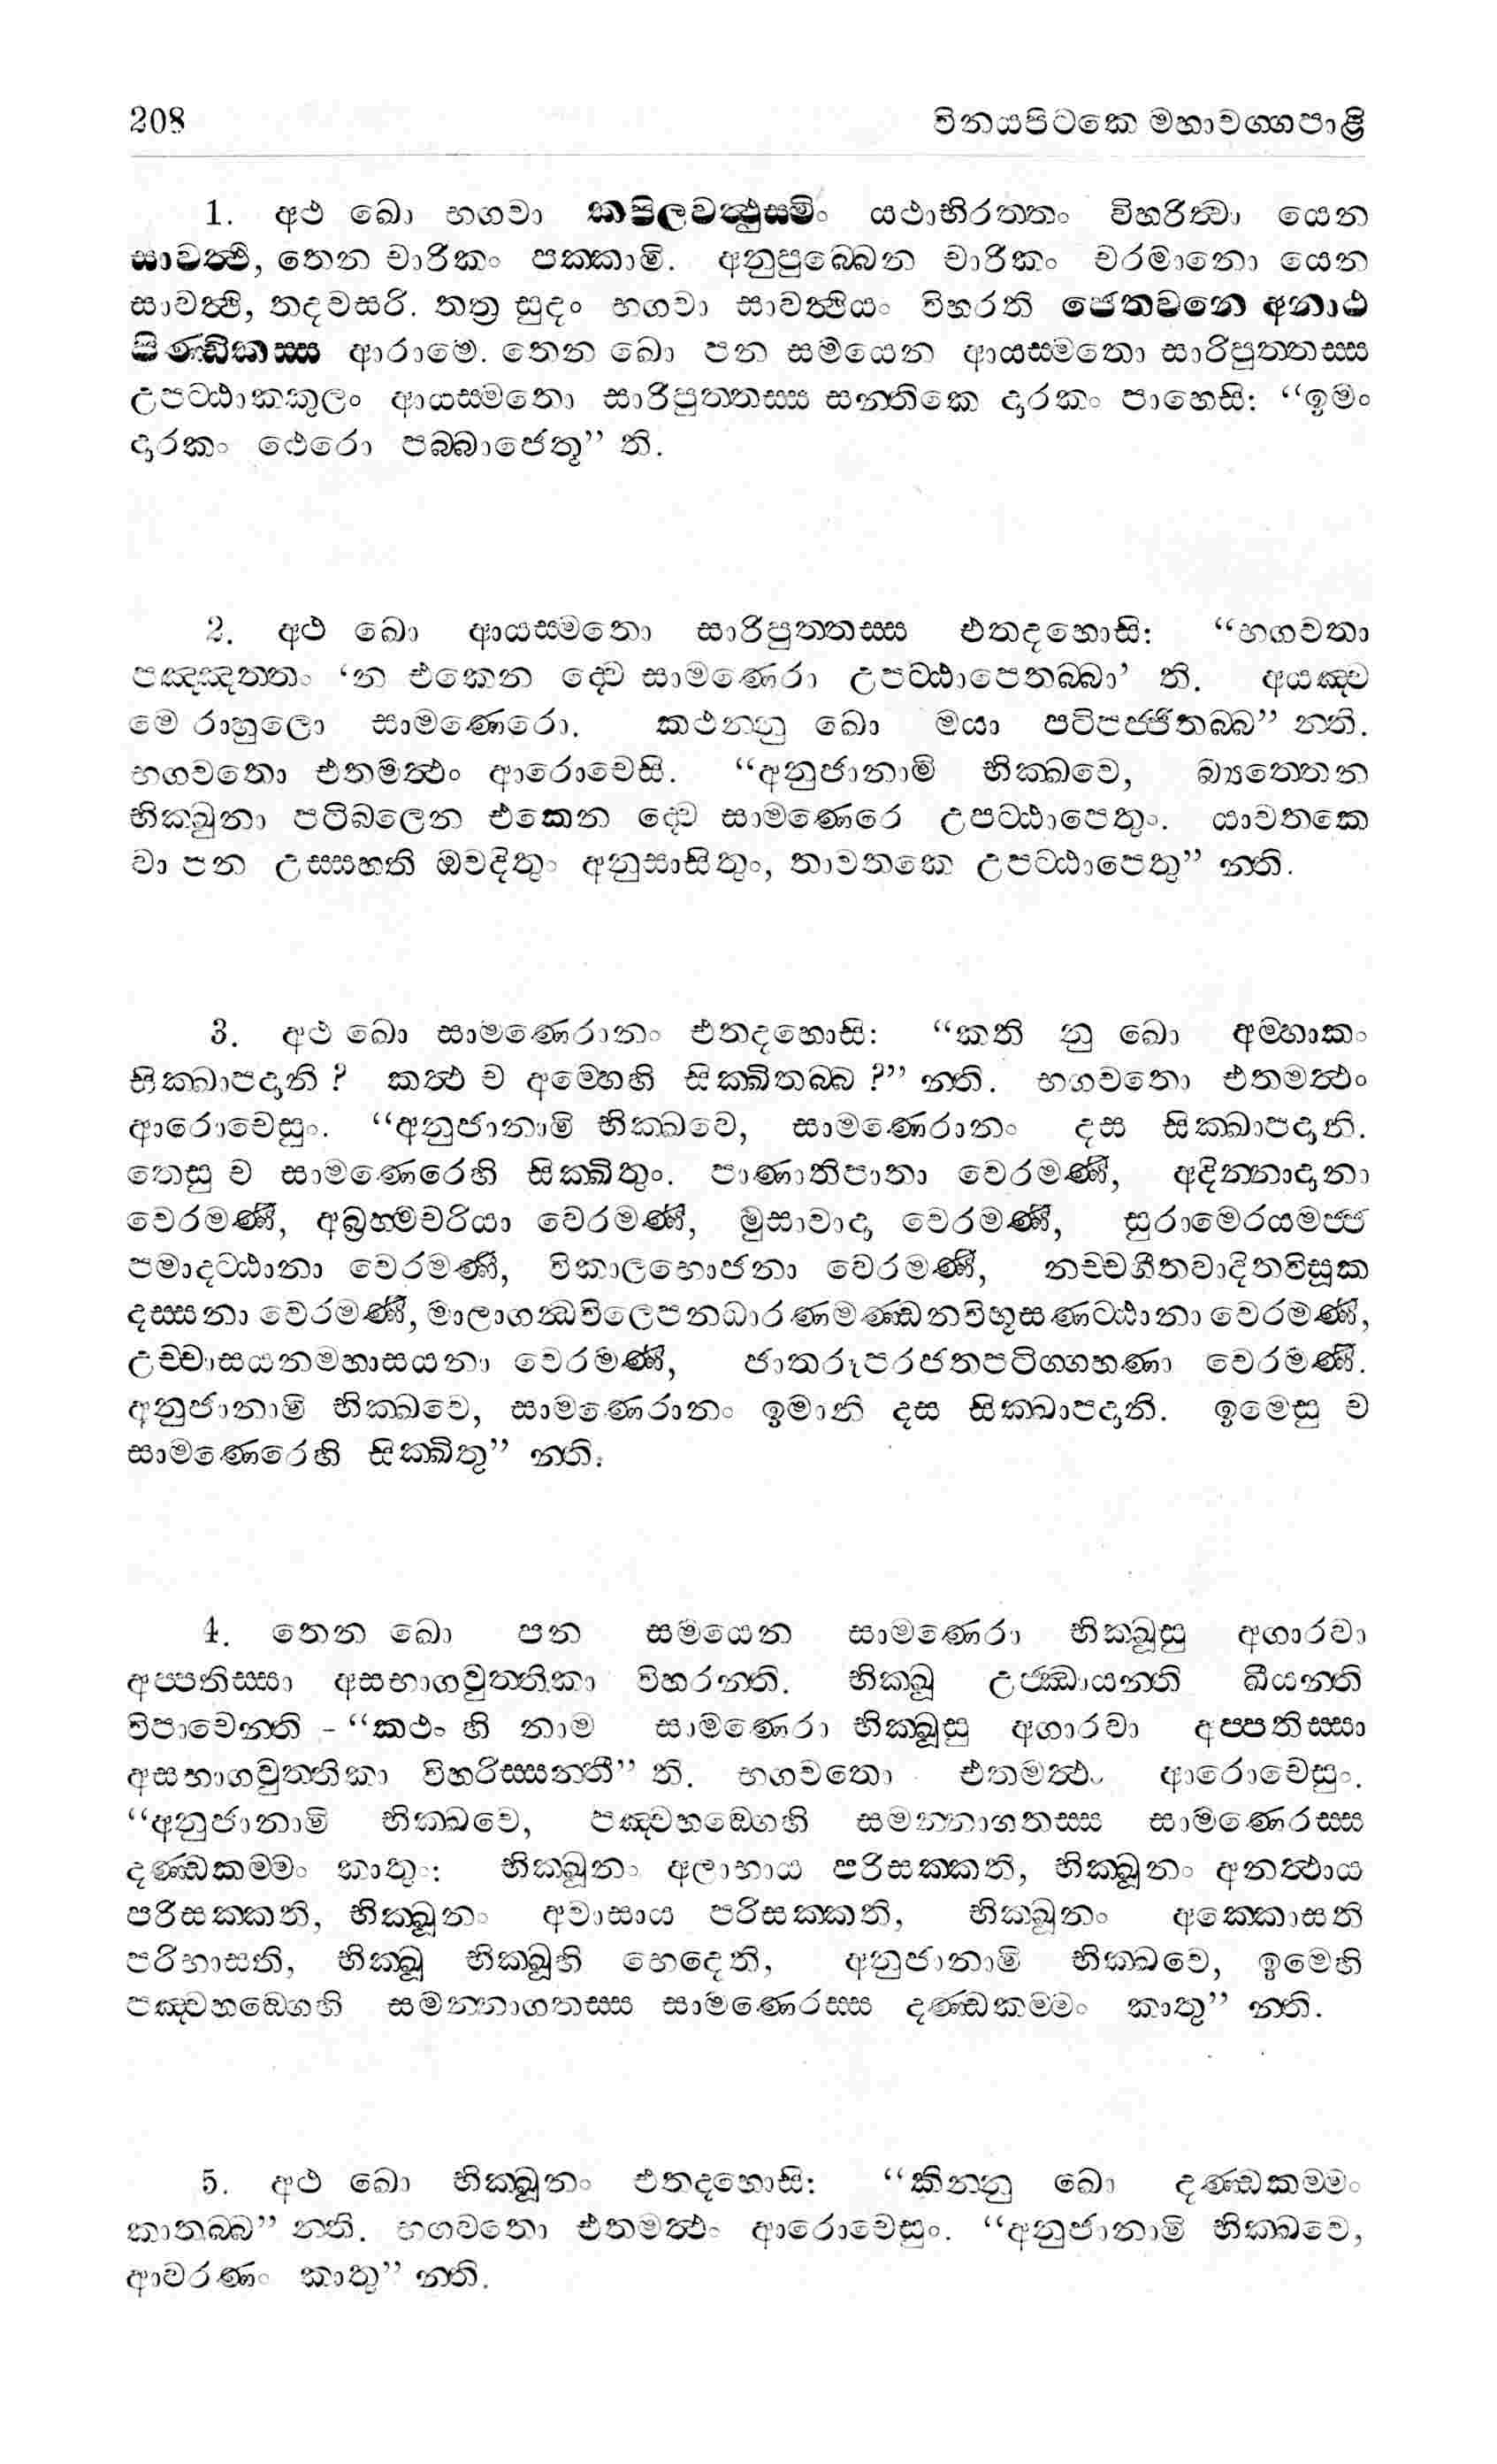 208 විනයපිටකෙ මහාවග්ගපාළි
1. අථ ඛො භගවා කපිලවත්ථුස්මිං යථාභිරන්තං විහරිත්වා යෙන
සාවත්ථි, තෙන චාරිකං පක්කාමි. අනුපුබ්බෙන චාරිකං චරමානො යෙන
සාවත්ථි, තදවසරි. තත්‍ර සුදං භගවා සාවත්ථියං විහරති ජෙතවනෙ අනාථ
පිණ්ඩිකස්ස ආරාමෙ. තෙන ඛො පන සමයෙන ආයස්මතො සාරිපුත්තස්ස
උපට්ඨාකකුලං ආයස්මතො සාරිපුත්තස්ස සන්තිකෙ දාරකං පාහෙසි: “ඉමං
දාරකං ථෙරො පබ්බාජෙතූ” ති.
2. අථ ඛො ආයස්මතො සාරිපුත්තස්ස එතදහොසි: “භගවතා
පඤ්ඤත්තං ‘න එකෙන ද්වෙ සාමණෙරා උපට්ඨාපෙතබ්බා’ ති. අයඤ්ච
මෙ රාහුලො සාමණෙරො. කථන්නු ඛො මයා පටිපජ්ජිතබ්බ” න්ති.
භගවතො එතමත්ථං ආරොචෙසි. “අනුජානාමි භික්ඛවෙ, බ්‍යත්තෙන
භික්ඛුනා පටිබලෙන එකෙන ද්වෙ සාමණෙරෙ උපට්ඨාපෙතුං. යාවතකෙ
වා පන උස්සහති ඔවදිතුං අනුසාසිතුං, තාවතකෙ උපට්ඨාපෙතු” න්ති.
3. අථ ඛො සාමණෙරානං එතදහොසි: “කති නු ඛො අම්හාකං
සික්ඛාපදානි? කත්ථ ච අම්හෙහි සික්ඛිතබ්බ?” න්ති. භගවතො එතමත්ථං
ආරොචෙසුං. “අනුජානාමි භික්ඛවෙ, සාමණෙරානං දස සික්ඛාපදානි.
තෙසු ච සාමණෙරෙහි සික්ඛිතුං. පාණාතිපාතා වෙරමණී, අදින්නාදානා
වෙරමණී, අබ්‍රහ්මචරියා වෙරමණී, මුසාවාදා වෙරමණී, සුරාමෙරයමජ්ජ
පමාදට්ඨානා වෙරමණී, විකාලභොජනා වෙරමණී, නච්චගීතවාදිතවිසූක
දස්සනා වෙරමණී, මාලාගන්ධවිලෙපනධාරණමණ්ඩනවිභූසණට්ඨානා වෙරමණී,
උච්චාසයනමහාසයනා වෙරමණී, ජාතරූපරජතපටිග්ගහණා වෙරමණී.
අනුජානාමි භික්ඛවෙ, සාමණෙරානං ඉමානි දස සික්ඛාපදානි. ඉමෙසු ච
සාමණෙරෙහි සික්ඛිතු” න්ති.
4. තෙන ඛො පන සමයෙන සාමණෙරා භික්ඛූසු අගාරවා
අප්පතිස්සා අසභාගවුත්තිකා විහරන්ති. භික්ඛූ උජ්ඣායන්ති ඛීයන්ති
විපාචෙන්ති - “කථං හි නාම සාමණෙරා භික්ඛූසු අගාරවා අප්පතිස්සා
අසභාගවුත්තිකා විහරිස්සන්තී” ති. භගවතො එතමත්ථං ආරොචෙසුං.
“අනුජානාමි භික්ඛවෙ, පඤ්චහඞ්ගෙහි සමන්නාගතස්ස සාමණෙරස්ස
දණ්ඩකම්මං කාතුං: භික්ඛූනං අලාභාය පරිසක්කති, භික්ඛූනං අනත්ථාය
පරිසක්කති, භික්ඛූනං අවාසාය පරිසක්කති, භික්ඛූනං අක්කොසති
පරිභාසති, භික්ඛූ භික්ඛූහි භෙදෙති, අනුජානාමි භික්ඛවෙ, ඉමෙහි
පඤ්චහඞ්ගෙහි සමන්නාගතස්ස සාමණෙරස්ස දණ්ඩකම්මං කාතු” න්ති.
5. අථ ඛො භික්ඛූනං එතදහොසි: “කින්නු ඛො දණ්ඩකම්මං
කාතබ්බ” න්ති. භගවතො එතමත්ථං ආරොචෙසුං. “අනුජානාමි භික්ඛවෙ,
ආවරණං කාතු” න්ති.